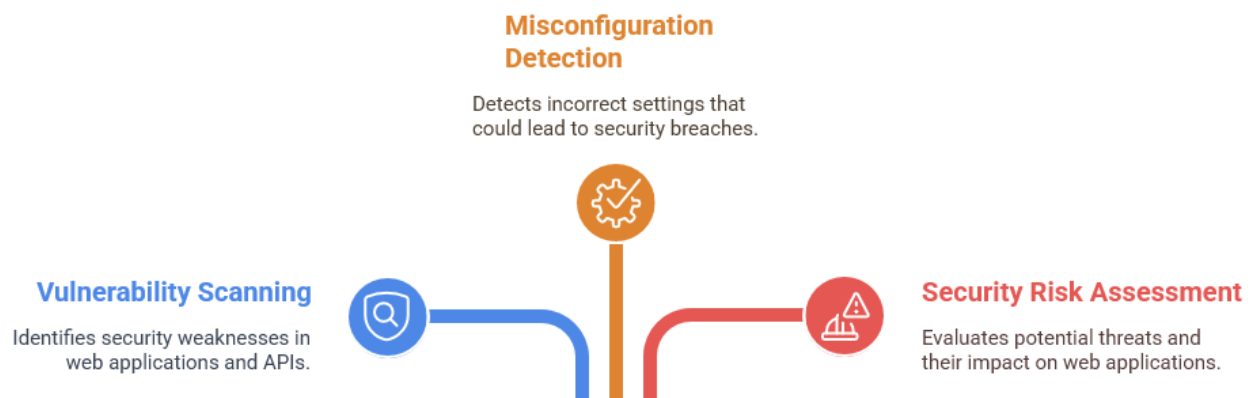 Misconfiguration
Detection
Detects incorrect settings that
could lead to security breaches.
Vulnerability Scanning
Identifies security weaknesses in
web applications and APIs.
Security Risk Assessment
Evaluates potential threats and
their impact on web applications.